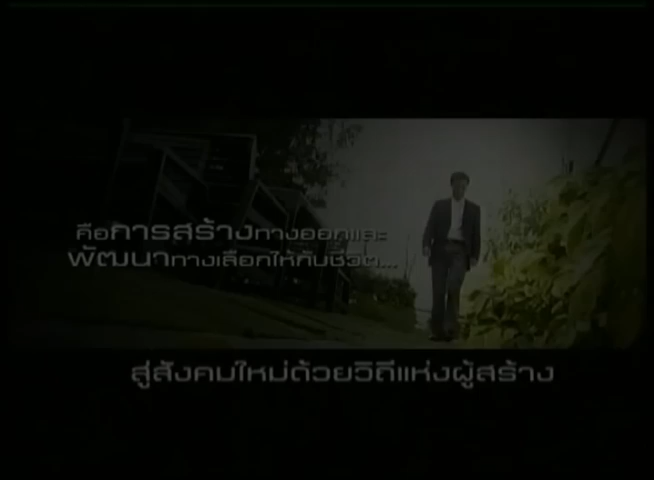 คือการสร้างทางออกและ
พัฒนาทางเลือกให้กับชีวิต...
สู่สังคมใหม่ด้วยวิถีแห่งผู้สร้าง